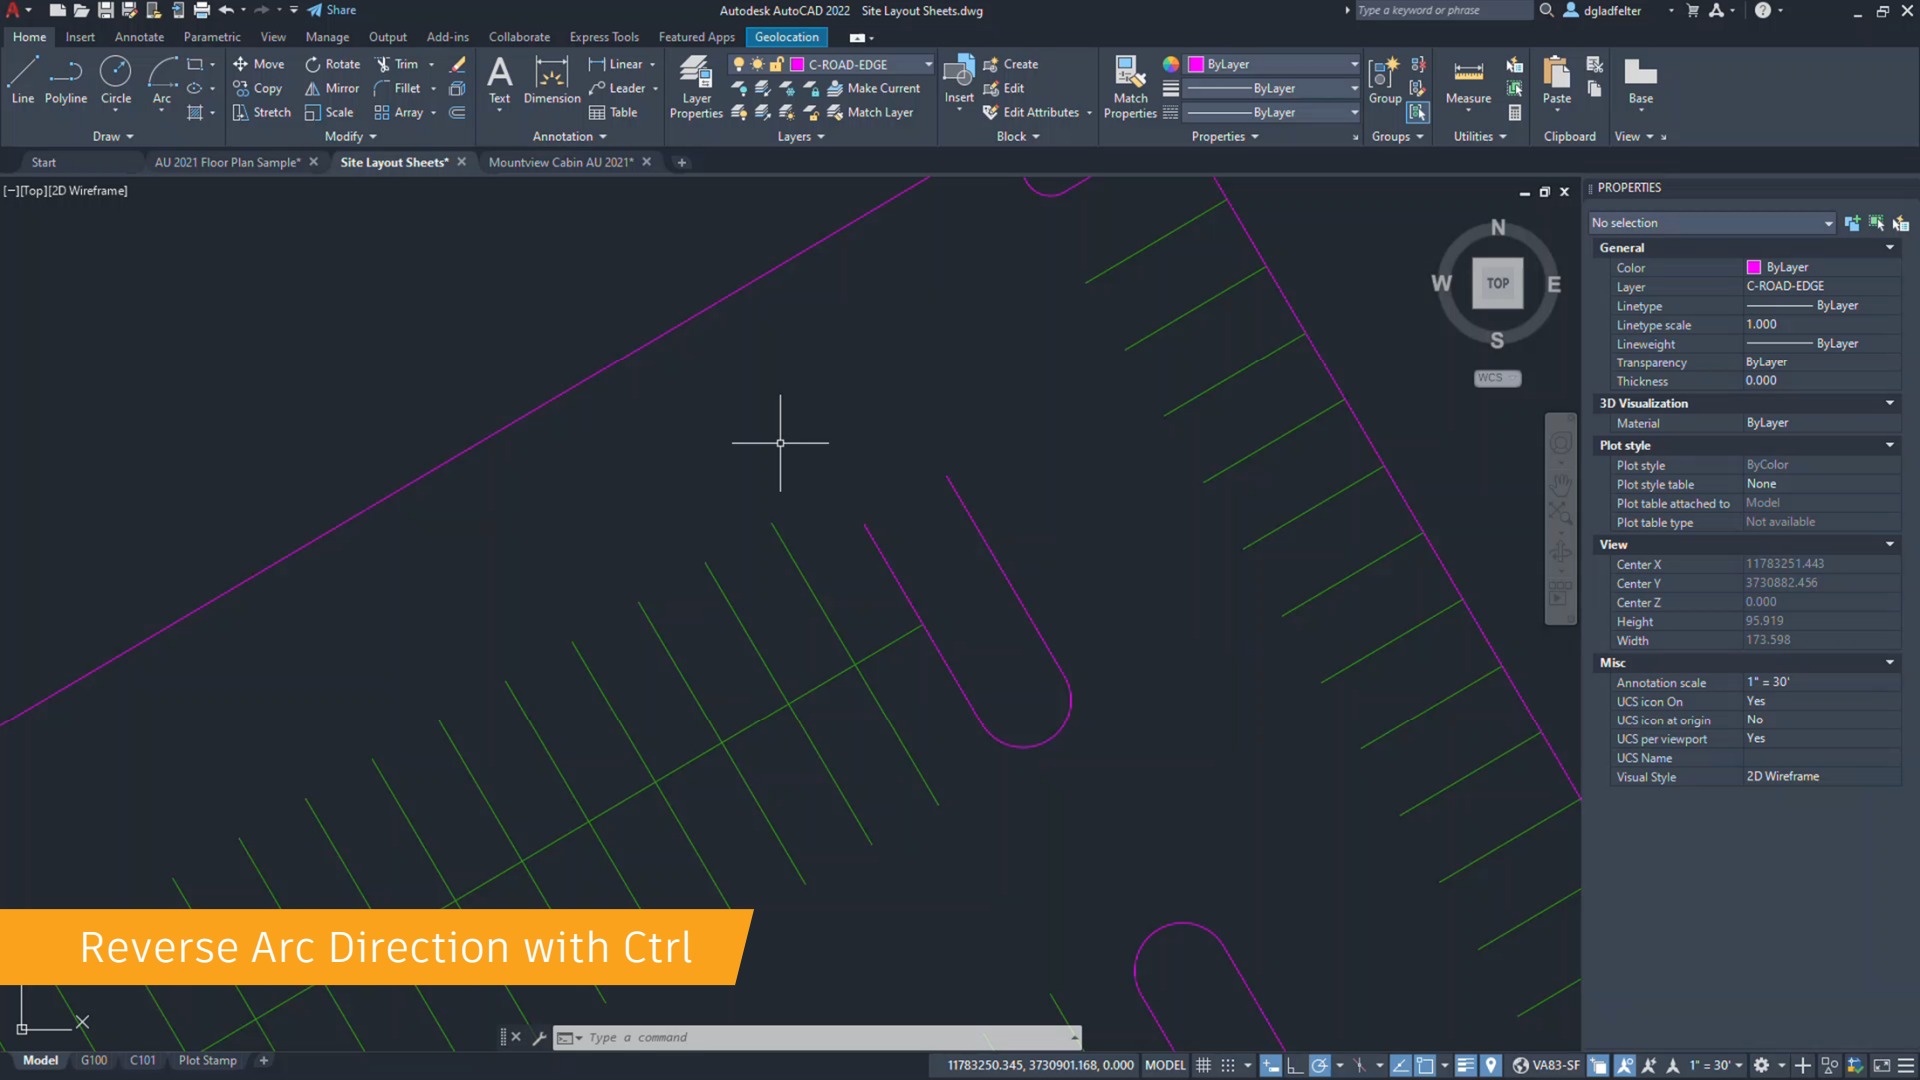 Share
Autodesk AutoCAD 2022 Site Layout Sheets.dwg
Type a keyword or phrase
dgladfelter
Home Insert Annotate Parametric View Manage Output Add-ins Collaborate Express Tools Featured Apps Geolocation
Line Polyline Circle Arc
Move Rotate Trim
Copy Mirror Fillet
Stretch Scale Array
Text Dimension
Linear
Leader
Table
Layer Properties
C-ROAD-EDGE
Make Current
Match Layer
Insert
Create
Edit
Edit Attributes
Match Properties
ByLayer
ByLayer
ByLayer
Group
Measure
Paste
Base
Draw Modify Annotation Layers Block Properties Groups Utilities Clipboard View
Start AU 2021 Floor Plan Sample* Site Layout Sheets* Mountview Cabin AU 2021*
[−][Top][2D Wireframe]
N
W TOP E
S
WCS
PROPERTIES
No selection
General
Color ByLayer
Layer C-ROAD-EDGE
Linetype ByLayer
Linetype scale 1.000
Lineweight ByLayer
Transparency ByLayer
Thickness 0.000
3D Visualization
Material ByLayer
Plot style
Plot style ByColor
Plot style table None
Plot table attached to Model
Plot table type Not available
View
Center X 11783251.443
Center Y 3730882.456
Center Z 0.000
Height 95.919
Width 173.598
Misc
Annotation scale 1" = 30'
UCS icon On Yes
UCS icon at origin No
UCS per viewport Yes
UCS Name
Visual Style 2D Wireframe
Reverse Arc Direction with Ctrl
X
Type a command
Model G100 C101 Plot Stamp
11783250.345, 3730901.168, 0.000 MODEL
VA83-SF
1" = 30'